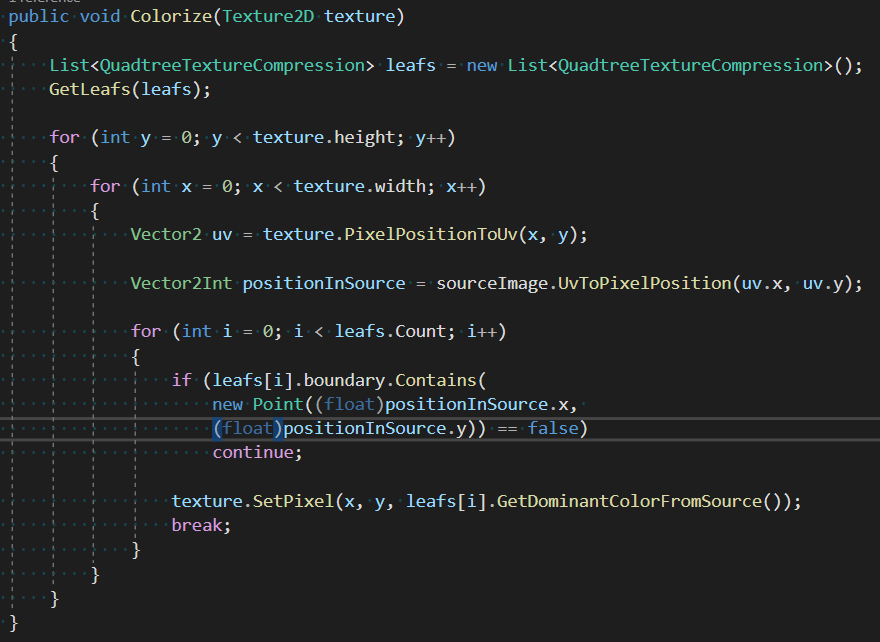 1 reference
public void Colorize(Texture2D texture)
{
    List<QuadtreeTextureCompression> leafs = new List<QuadtreeTextureCompression>();
    GetLeafs(leafs);

    for (int y = 0; y < texture.height; y++)
    {
        for (int x = 0; x < texture.width; x++)
        {
            Vector2 uv = texture.PixelPositionToUv(x, y);

            Vector2Int positionInSource = sourceImage.UvToPixelPosition(uv.x, uv.y);

            for (int i = 0; i < leafs.Count; i++)
            {
                if (leafs[i].boundary.Contains(
                    new Point((float)positionInSource.x,
                    (float)positionInSource.y)) == false)
                    continue;

                texture.SetPixel(x, y, leafs[i].GetDominantColorFromSource());
                break;
            }
        }
    }
}